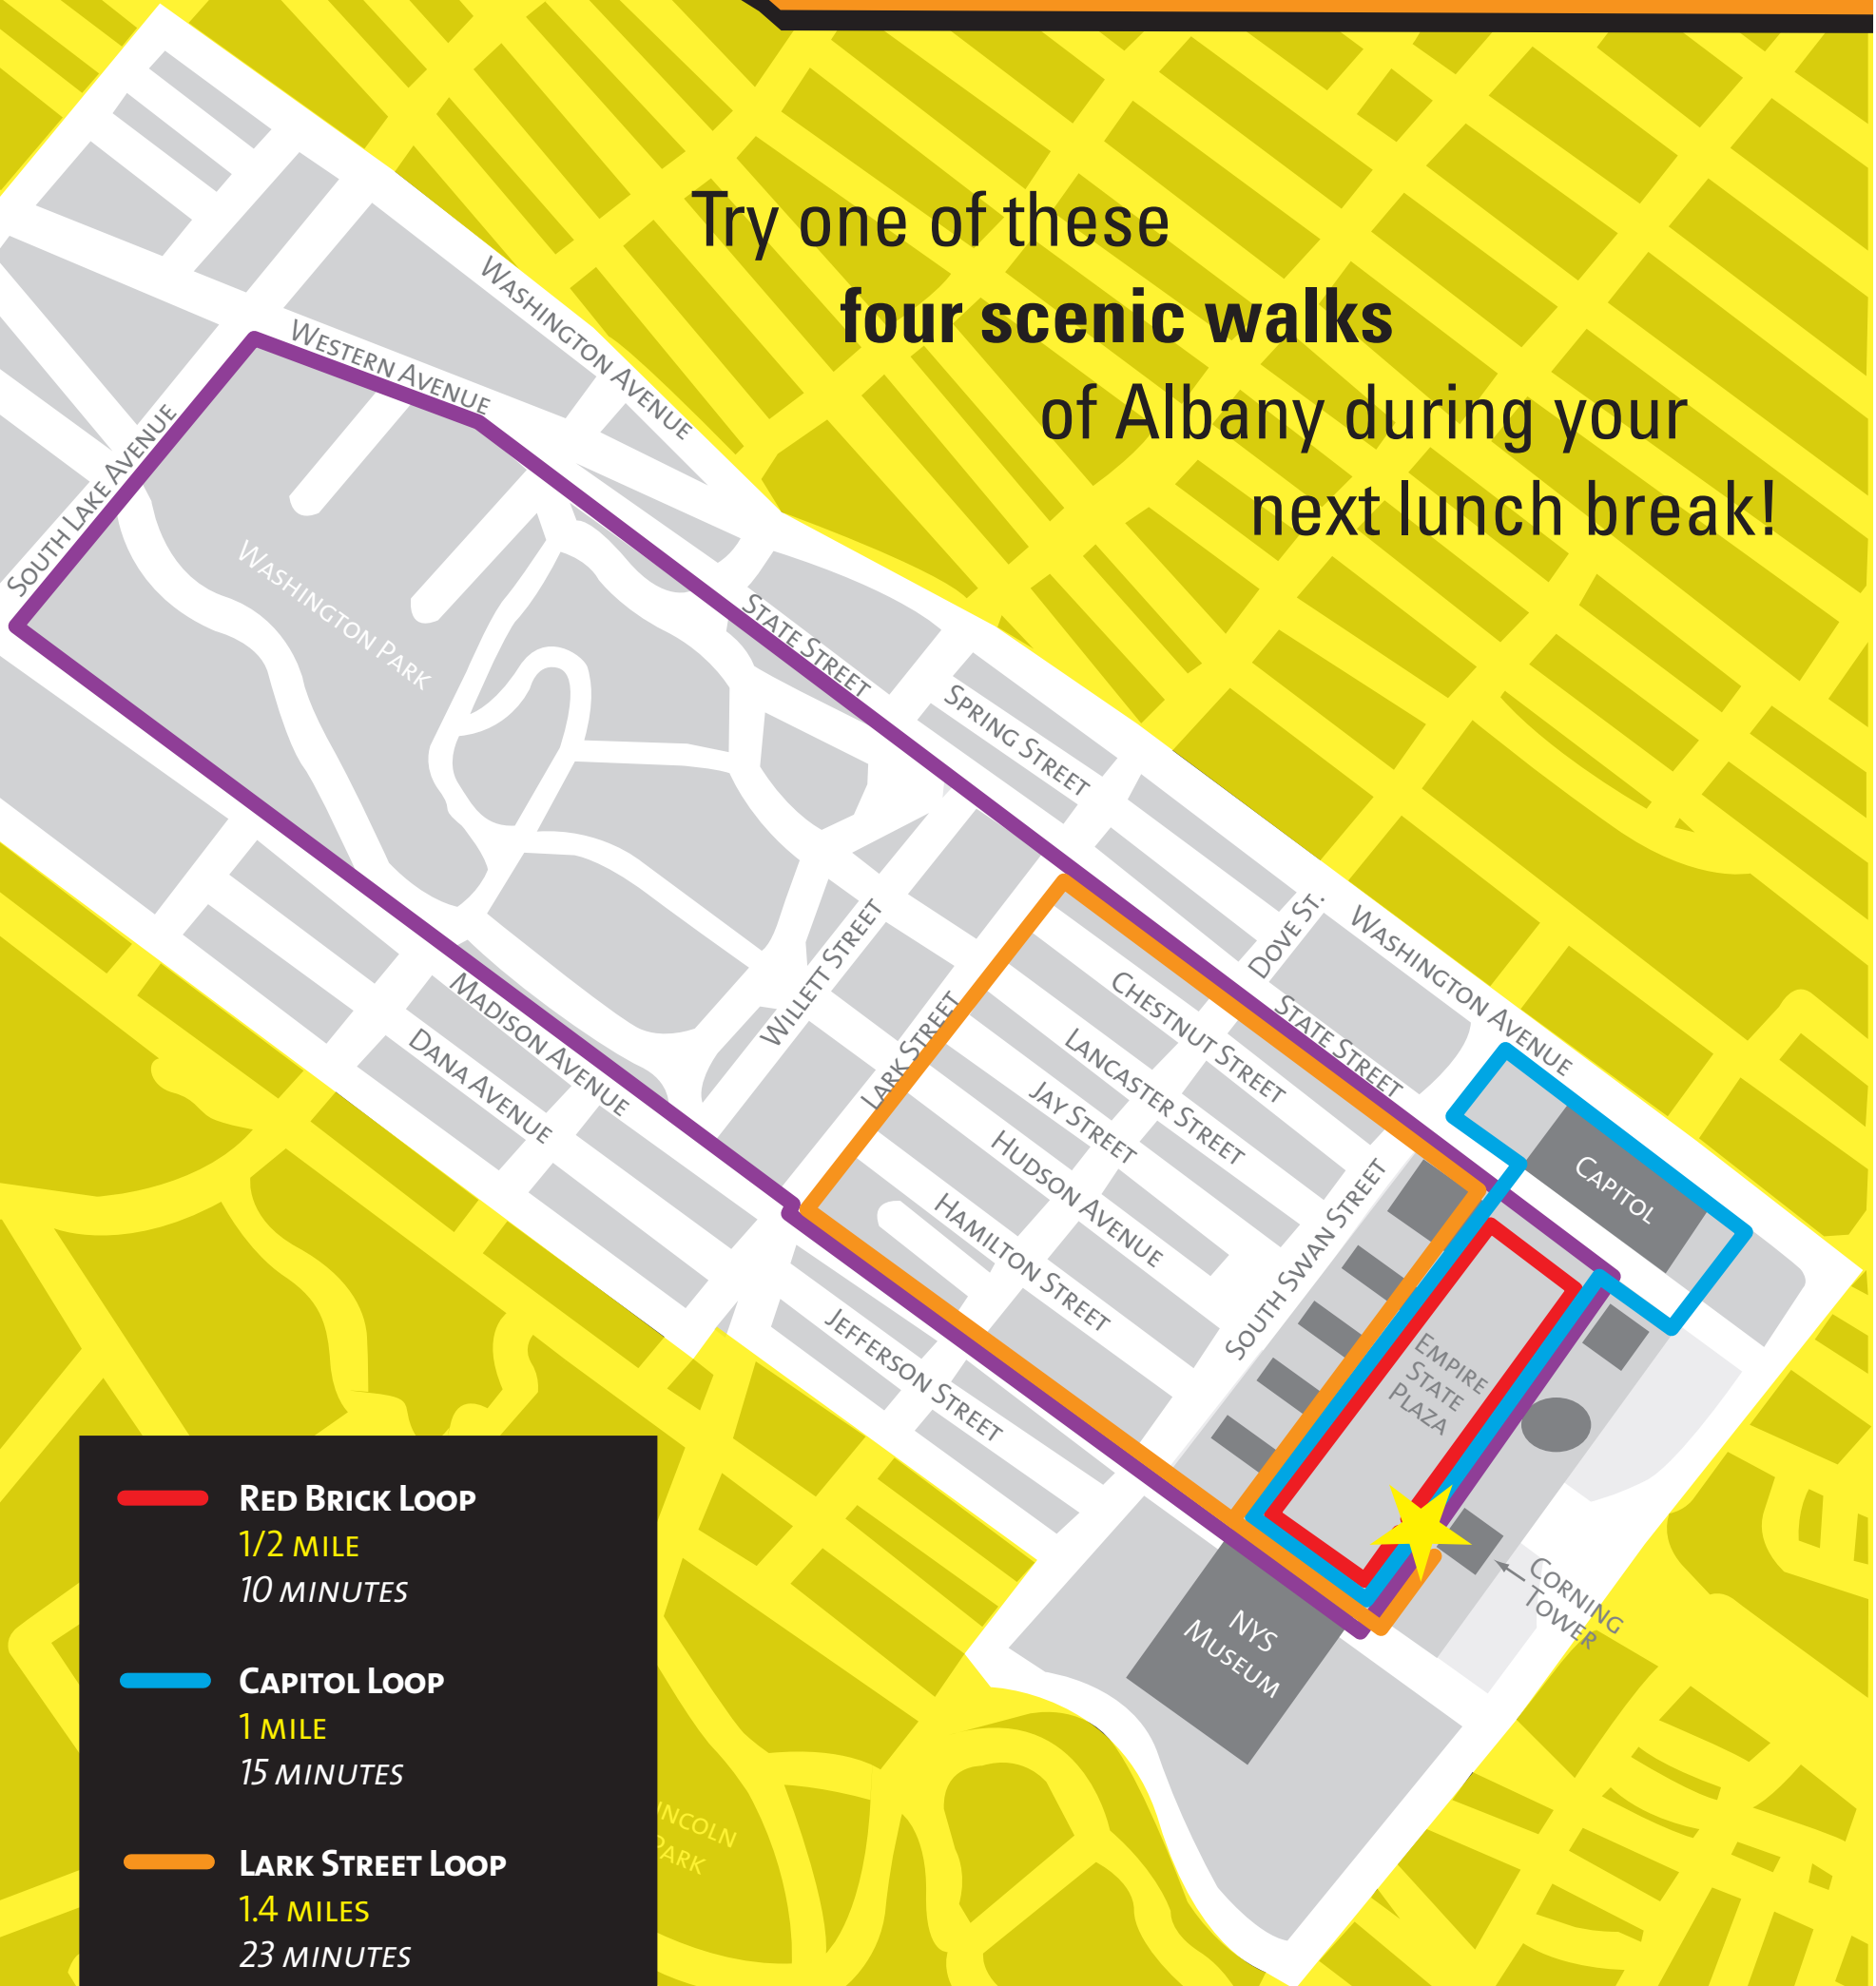 Try one of these
four scenic walks
of Albany during your
next lunch break!
WASHINGTON AVENUE
WESTERN AVENUE
SOUTH LAKE AVENUE
WASHINGTON PARK
STATE STREET
SPRING STREET
WILLETT STREET
LARK STREET
DOVE ST.
WASHINGTON AVENUE
STATE STREET
CHESTNUT STREET
LANCASTER STREET
JAY STREET
HUDSON AVENUE
HAMILTON STREET
SOUTH SWAN STREET
MADISON AVENUE
DANA AVENUE
JEFFERSON STREET
CAPITOL
EMPIRE
STATE
PLAZA
CORNING
TOWER
NYS
MUSEUM
RED BRICK LOOP
1/2 MILE
10 MINUTES
CAPITOL LOOP
1 MILE
15 MINUTES
LARK STREET LOOP
1.4 MILES
23 MINUTES
INCOLN
PARK